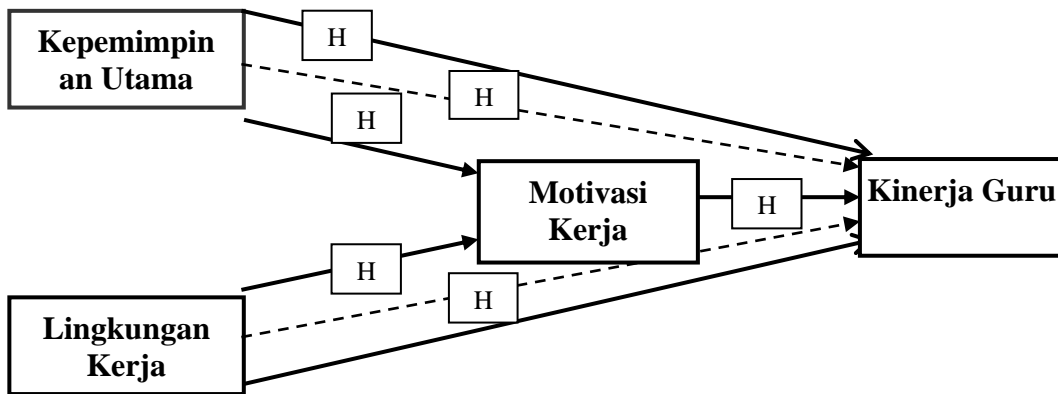 H
Kepemimpin
an Utama
H
H
Motivasi
Kerja
H
Kinerja Guru
H
H
Lingkungan
Kerja